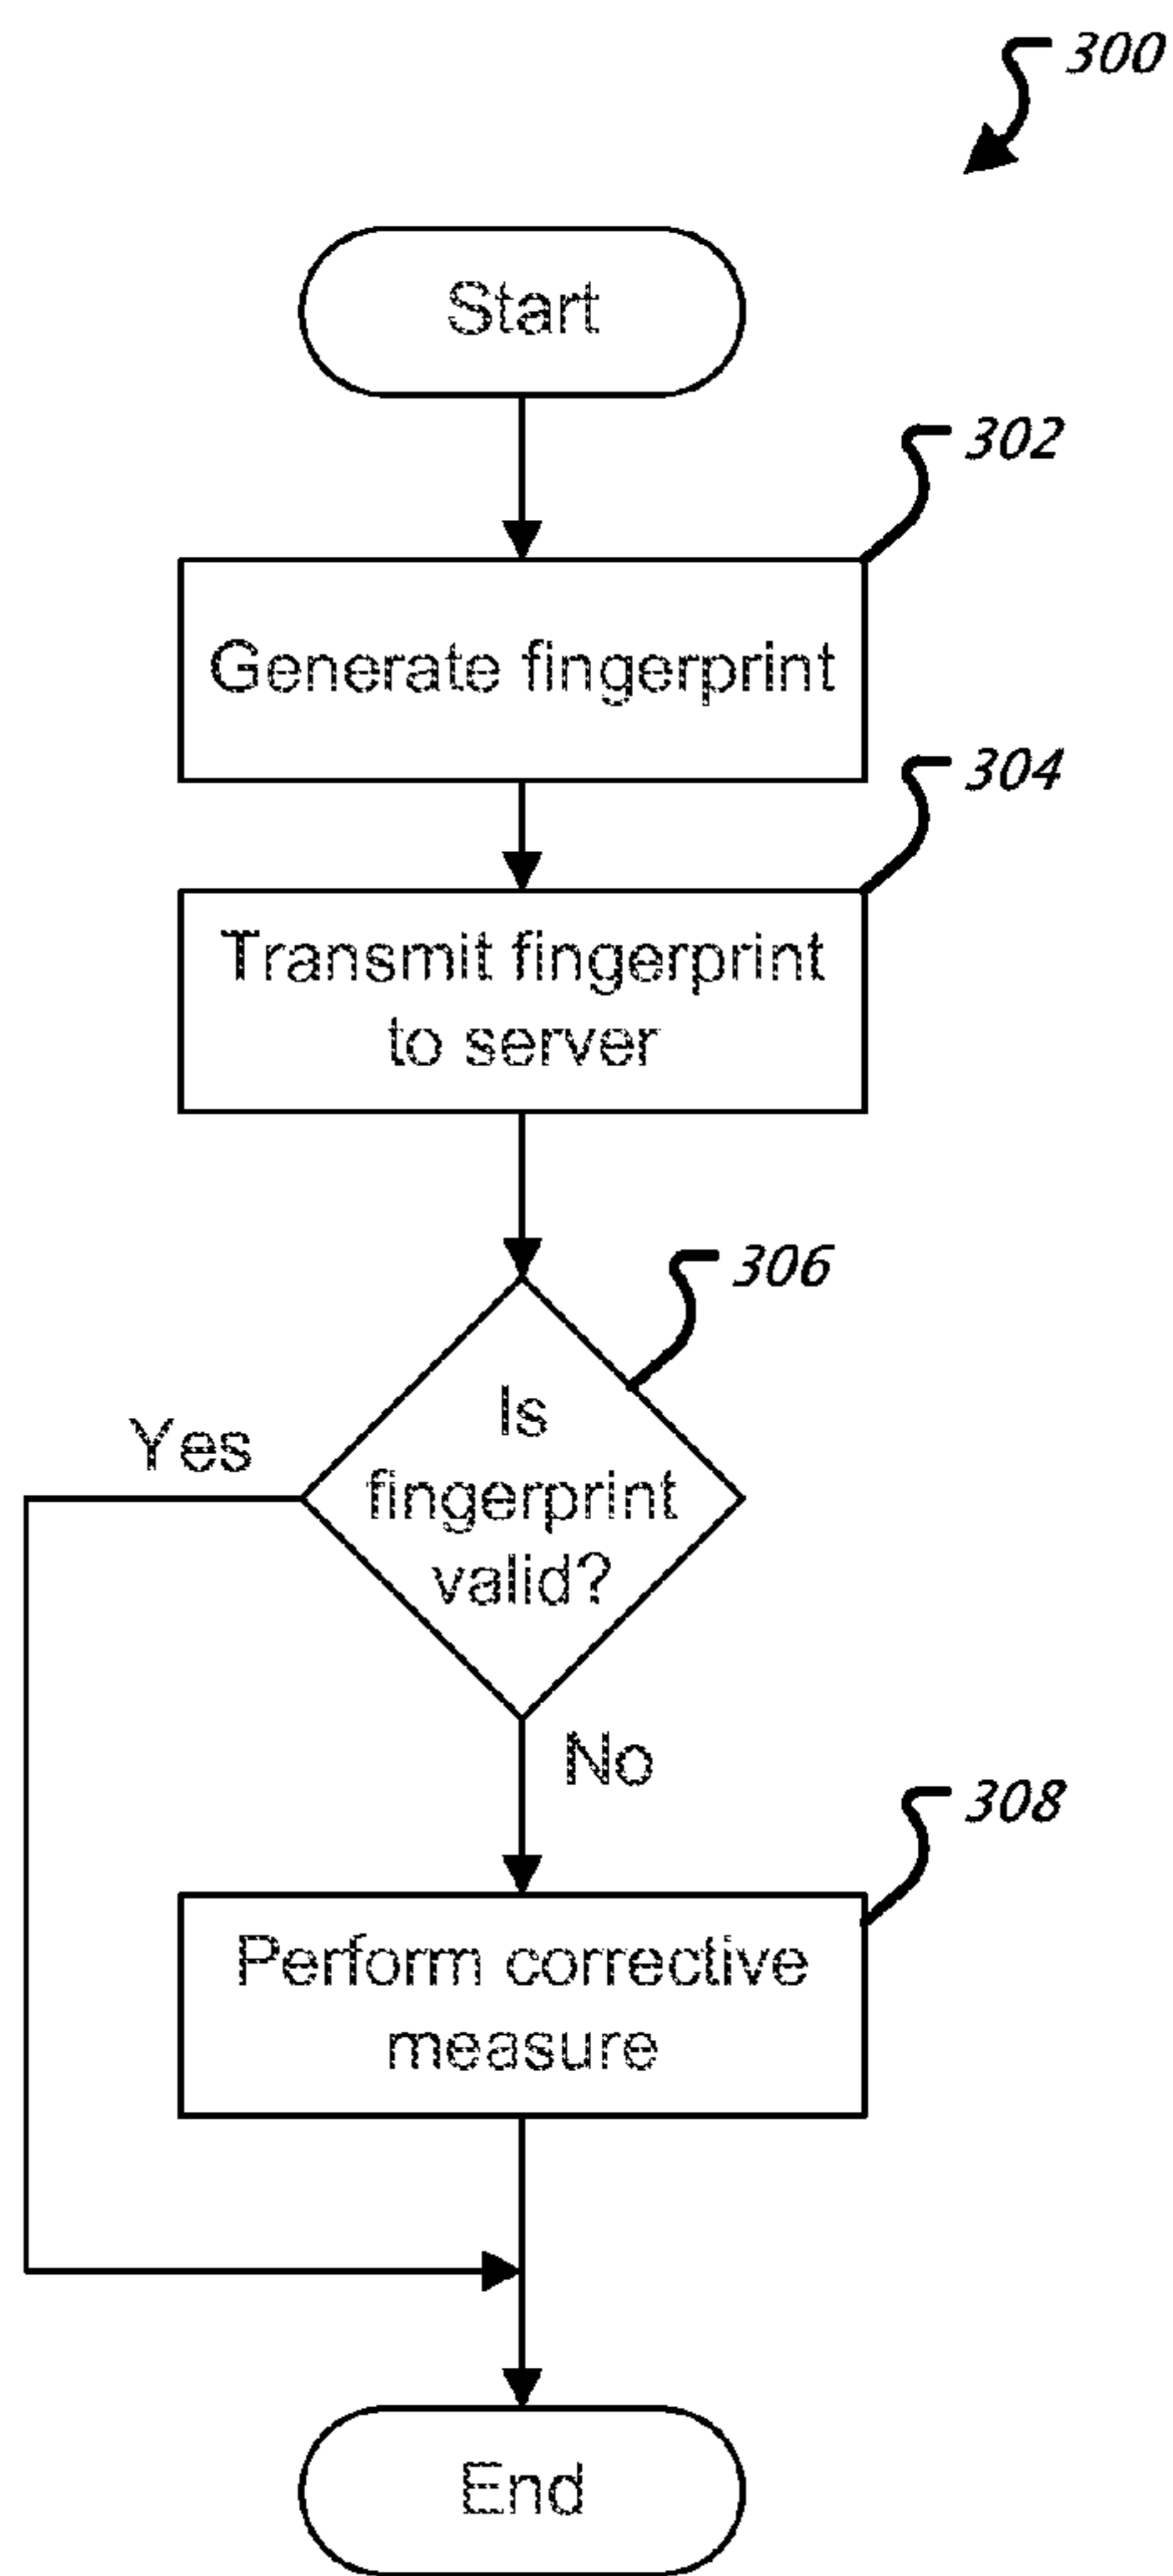 300
Start
302
Generate fingerprint
304
Transmit fingerprint
to server
306
Is
fingerprint
valid?
Yes
No
308
Perform corrective
measure
End